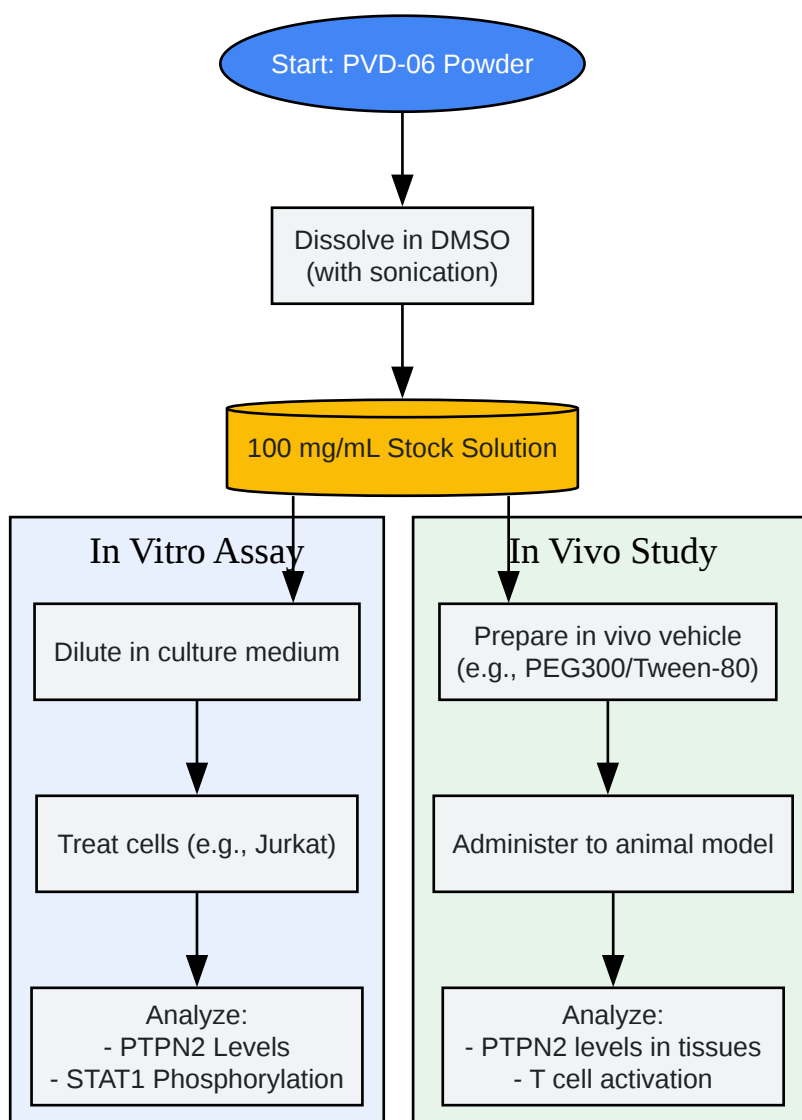 Start: PVD-06 Powder
Dissolve in DMSO
(with sonication)
100 mg/mL Stock Solution
In Vitro Assay
Dilute in culture medium
Treat cells (e.g., Jurkat)
Analyze:
- PTPN2 Levels
- STAT1 Phosphorylation
In Vivo Study
Prepare in vivo vehicle
(e.g., PEG300/Tween-80)
Administer to animal model
Analyze:
- PTPN2 levels in tissues
- T cell activation